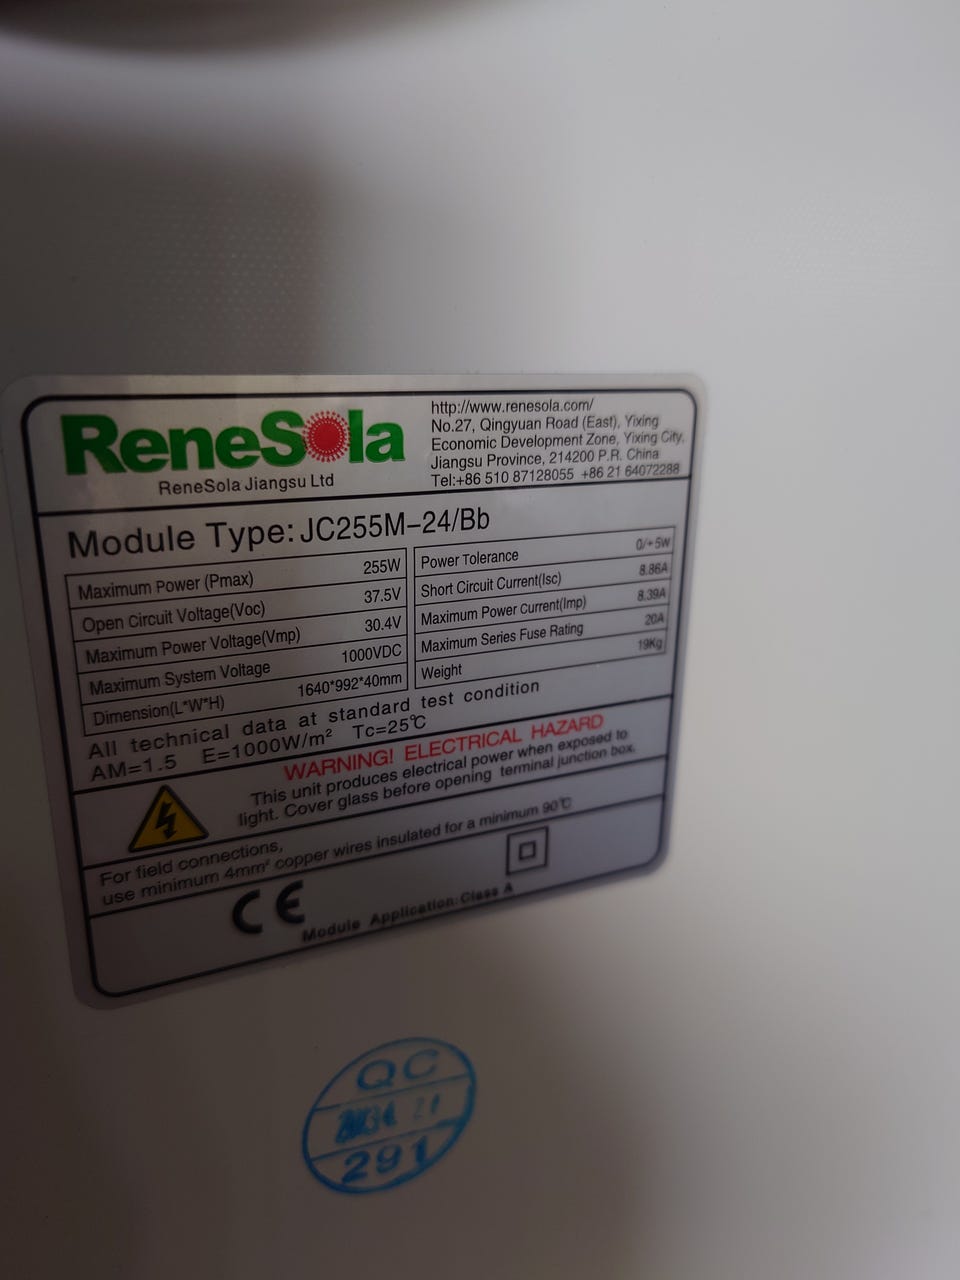 ReneSola
ReneSola Jiangsu Ltd
http://www.renesola.com/
No.27, Qingyuan Road (East), Yixing
Economic Development Zone, Yixing City,
Jiangsu Province, 214200 P.R. China
Tel:+86 510 87128055 +86 21 64072288
Module Type: JC255M-24/Bb
Maximum Power (Pmax) 255W
Open Circuit Voltage(Voc) 37.5V
Maximum Power Voltage(Vmp) 30.4V
Maximum System Voltage 1000VDC
Dimension(L*W*H) 1640*992*40mm
Power Tolerance 0/+5W
Short Circuit Current(Isc) 8.86A
Maximum Power Current(Imp) 8.39A
Maximum Series Fuse Rating 20A
Weight 19Kg
All technical data at standard test condition
AM=1.5 E=1000W/m² Tc=25℃
WARNING! ELECTRICAL HAZARD
This unit produces electrical power when exposed to
light. Cover glass before opening terminal junction box.
For field connections,
use minimum 4mm² copper wires insulated for a minimum 90℃
CE
Module Application:Class A
QC
291